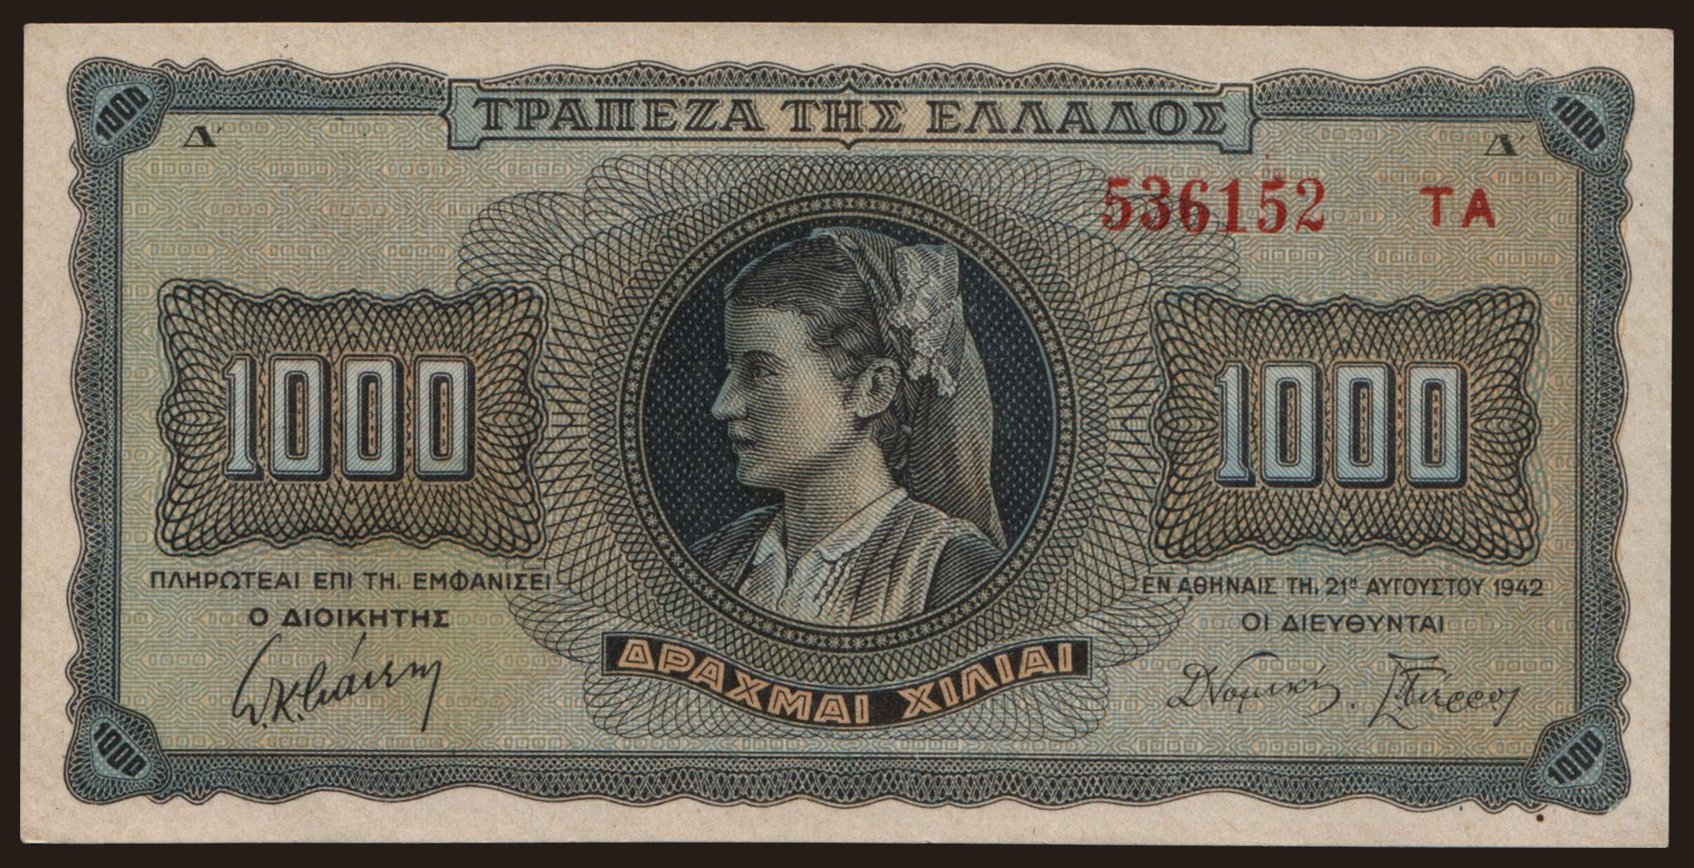 1000 1000
ΤΡΑΠΕΖΑ ΤΗΣ ΕΛΛΑΔΟΣ
Δ΄ Δ΄
536152 ΤΑ
1000 1000
ΠΛΗΡΩΤΕΑΙ ΕΠΙ ΤΗ. ΕΜΦΑΝΙΣΕΙ
Ο ΔΙΟΙΚΗΤΗΣ
ΕΝ ΑΘΗΝΑΙΣ ΤΗ. 21ῃ ΑΥΓΟΥΣΤΟΥ 1942
ΟΙ ΔΙΕΥΘΥΝΤΑΙ
ΔΡΑΧΜΑΙ ΧΙΛΙΑΙ
1000 1000